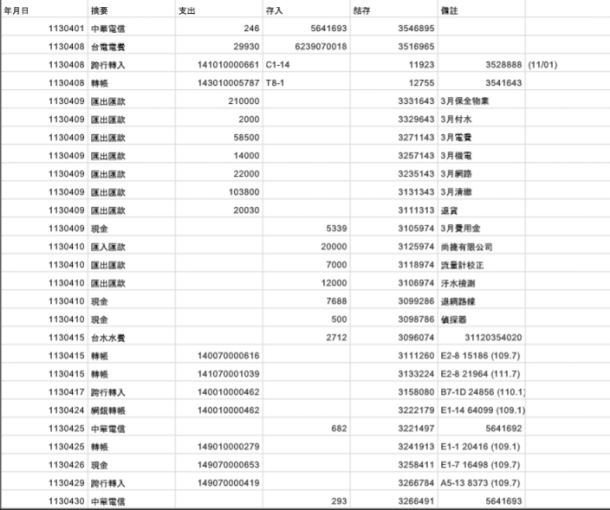 年月日 摘要 支出 存入 結存 備註
1130401 中華電信 246 5641693 3546895
1130408 台電電費 29930 6239070018 3516965
1130408 跨行轉入 141010000661 C1-14 11923 3528888 (11/01)
1130408 轉帳 143010005787 T8-1 12755 3541643
1130409 匯出匯款 210000 3331643 3月保全物業
1130409 匯出匯款 2000 3329643 3月付水
1130409 匯出匯款 58500 3271143 3月電費
1130409 匯出匯款 14000 3257143 3月機電
1130409 匯出匯款 22000 3235143 3月網路
1130409 匯出匯款 103800 3131343 3月清繳
1130409 匯出匯款 20030 3111313 退貨
1130409 現金 5339 3105974 3月費用金
1130410 匯入匯款 20000 3125974 尚捷有限公司
1130410 匯出匯款 7000 3118974 流量計校正
1130410 匯出匯款 12000 3106974 汙水檢測
1130410 現金 7688 3099286 退網路線
1130410 現金 500 3098786 偵探器
1130415 台水水費 2712 3096074 31120354020
1130415 轉帳 140070000616 3111260 E2-8 15186 (109.7)
1130415 轉帳 141070001039 3133224 E2-8 21964 (111.7)
1130417 跨行轉入 140010000462 3158080 B7-1D 24856 (110.1)
1130424 網銀轉帳 140010000462 3222179 E1-14 64099 (109.1)
1130425 中華電信 682 3221497 5641692
1130425 轉帳 149010000279 3241913 E1-1 20416 (109.1)
1130426 現金 149070000653 3258411 E1-7 16498 (109.7)
1130429 跨行轉入 149070000419 3266784 A5-13 8373 (109.7)
1130430 中華電信 293 3266491 5641693